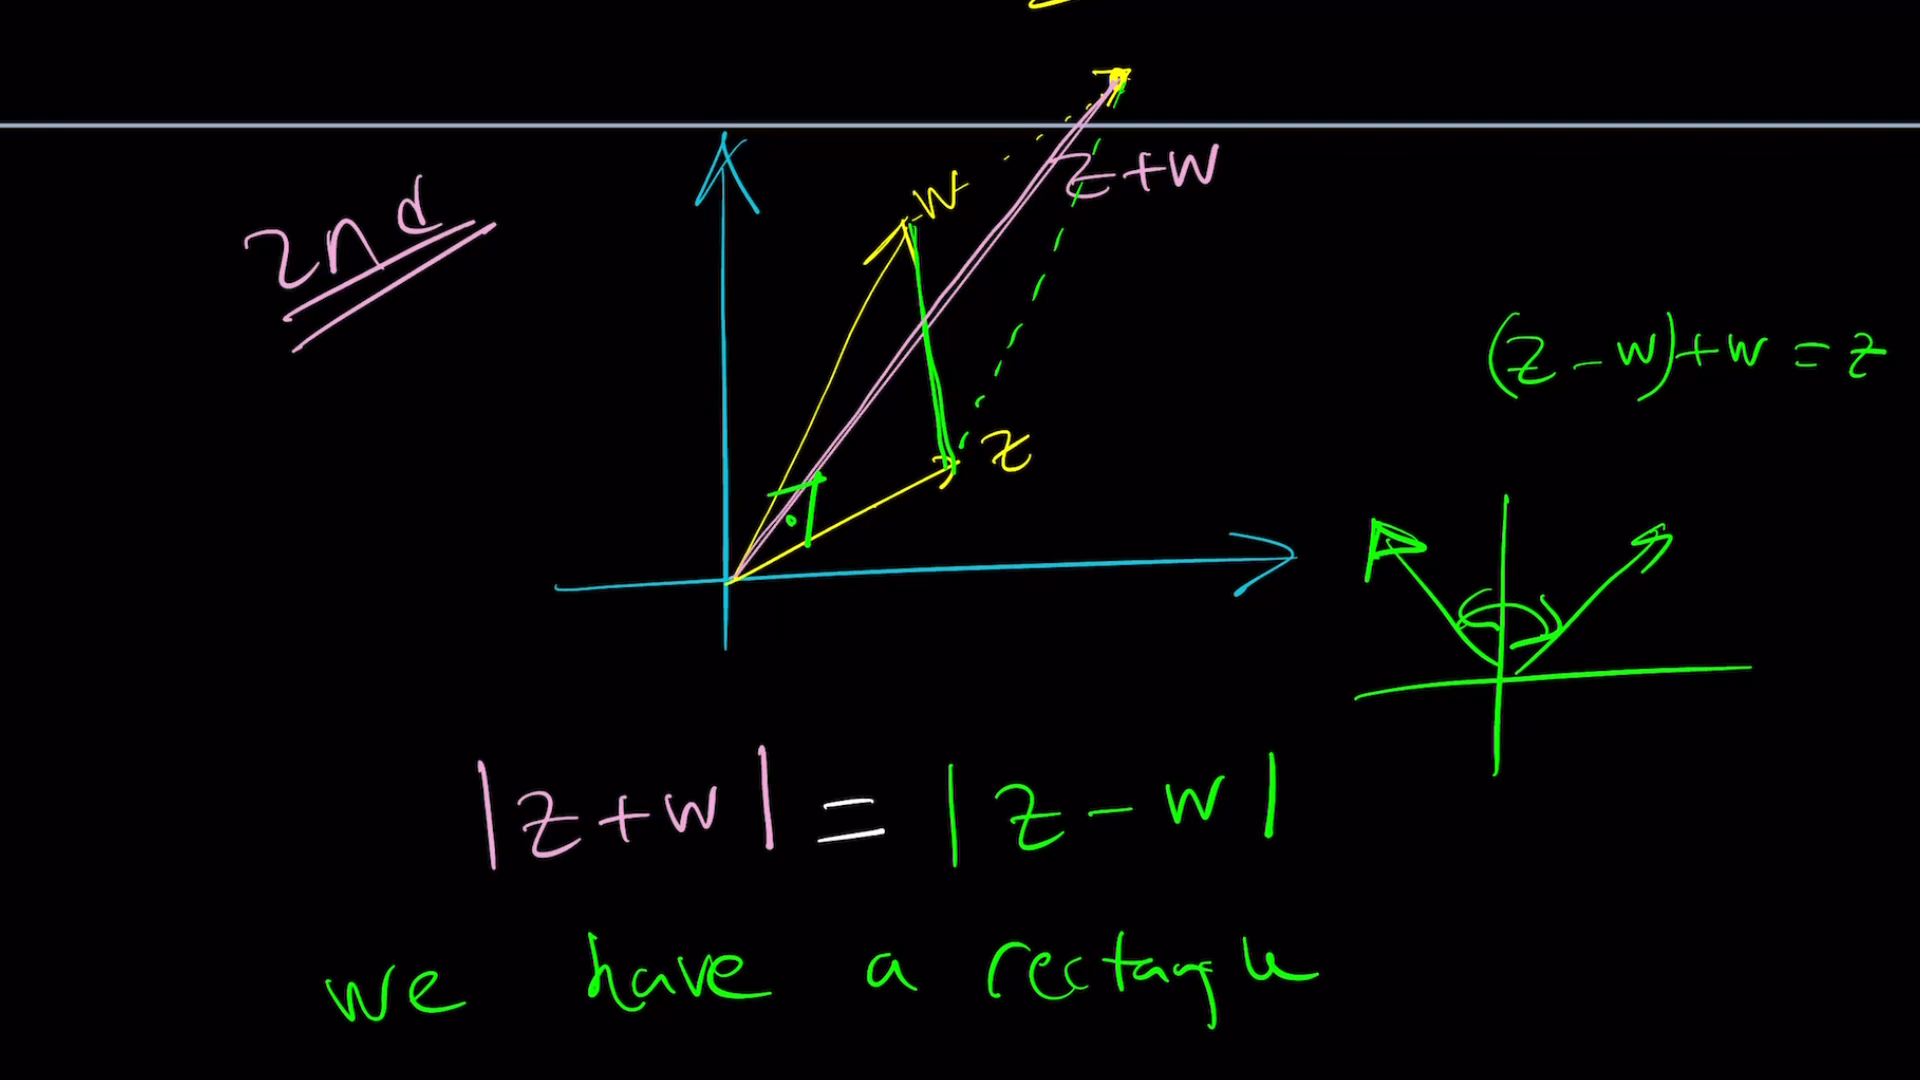 2nd
w
z+w
(z-w)+w=z
z
|z+w| = |z-w|
we have a rectangle